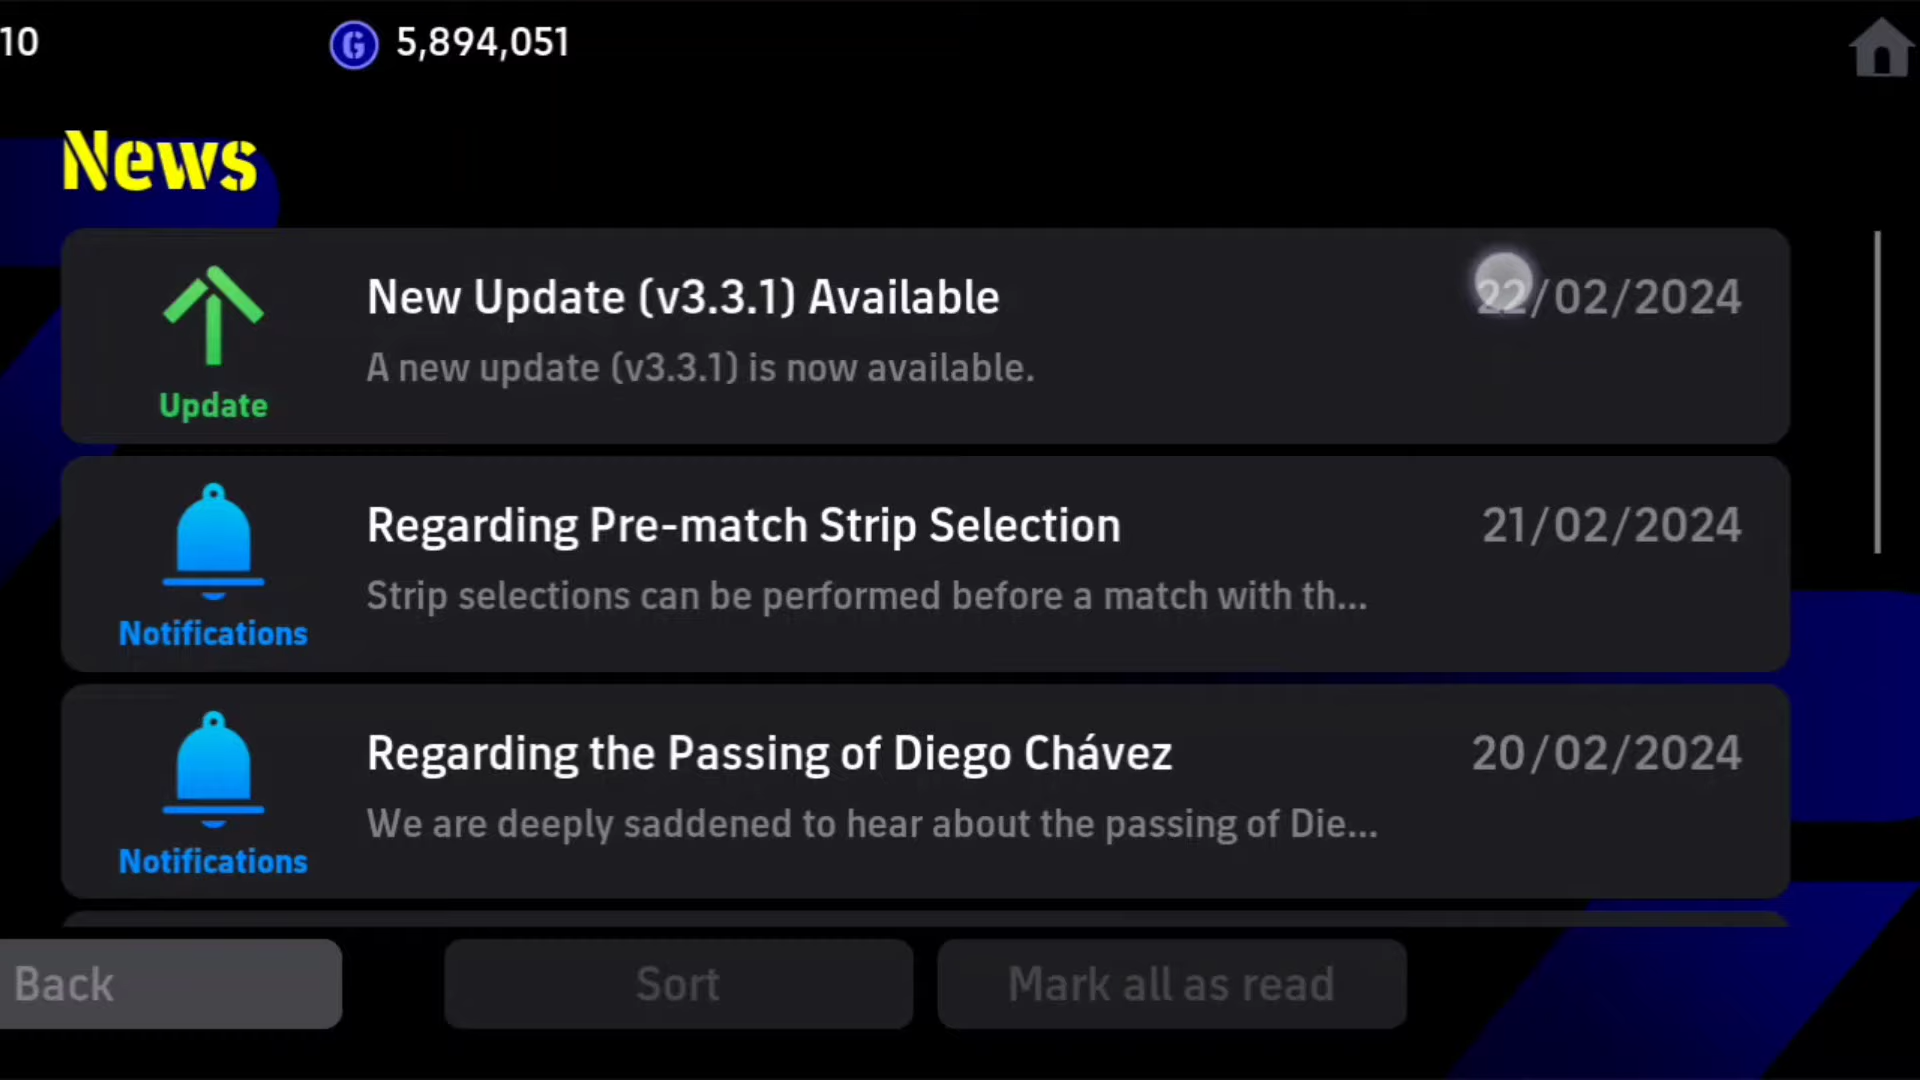 10
G 5,894,051
News
New Update (v3.3.1) Available
22/02/2024
A new update (v3.3.1) is now available.
Update
Regarding Pre-match Strip Selection
21/02/2024
Strip selections can be performed before a match with th...
Notifications
Regarding the Passing of Diego Chávez
20/02/2024
We are deeply saddened to hear about the passing of Die...
Notifications
Back
Sort
Mark all as read